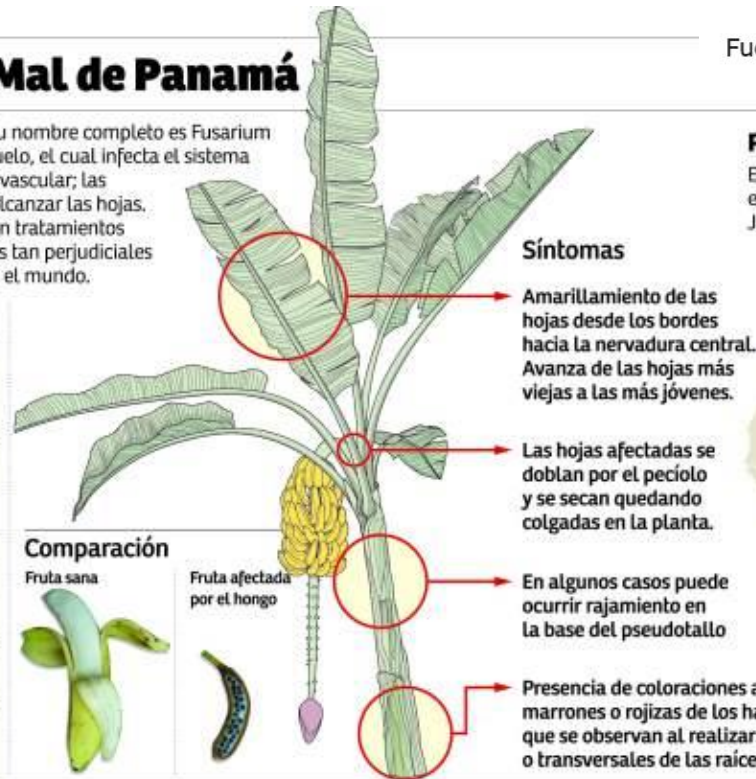 Mal de Panamá
Fue
u nombre completo es Fusarium
uelo, el cual infecta el sistema
vascular; las
lcanzar las hojas.
n tratamientos
s tan perjudiciales
el mundo.
Síntomas
Amarillamiento de las
hojas desde los bordes
hacia la nervadura central.
Avanza de las hojas más
viejas a las más jóvenes.
Las hojas afectadas se
doblan por el pecíolo
y se secan quedando
colgadas en la planta.
En algunos casos puede
ocurrir rajamiento en
la base del pseudotallo
Presencia de coloraciones a
marrones o rojizas de los ha
que se observan al realizar
o transversales de las raíce
Comparación
Fruta sana
Fruta afectada
por el hongo